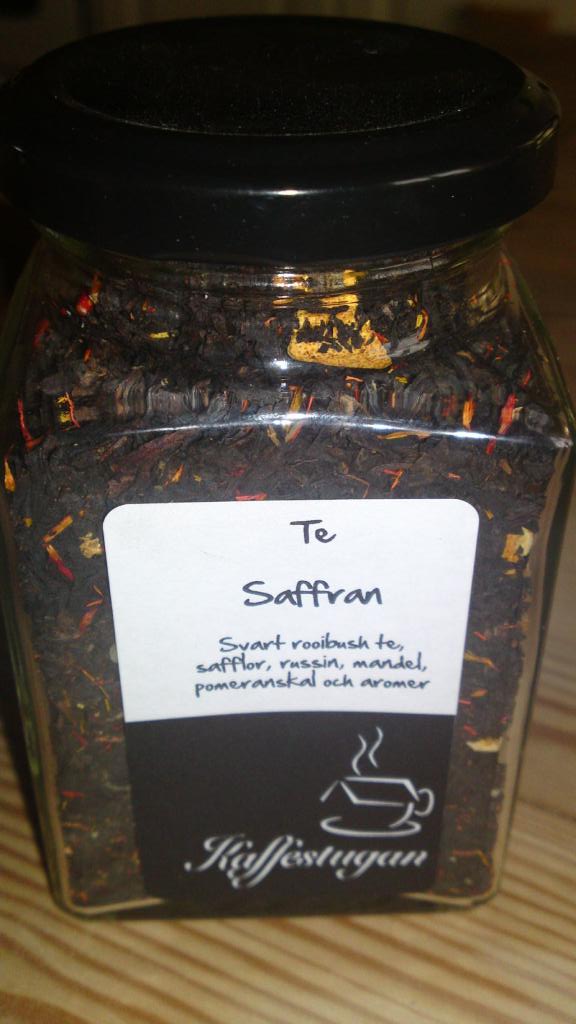 Te
Saffran
Svart rooibush te,
safflor, russin, mandel,
pomeranskal och aromer
Kaffestugan